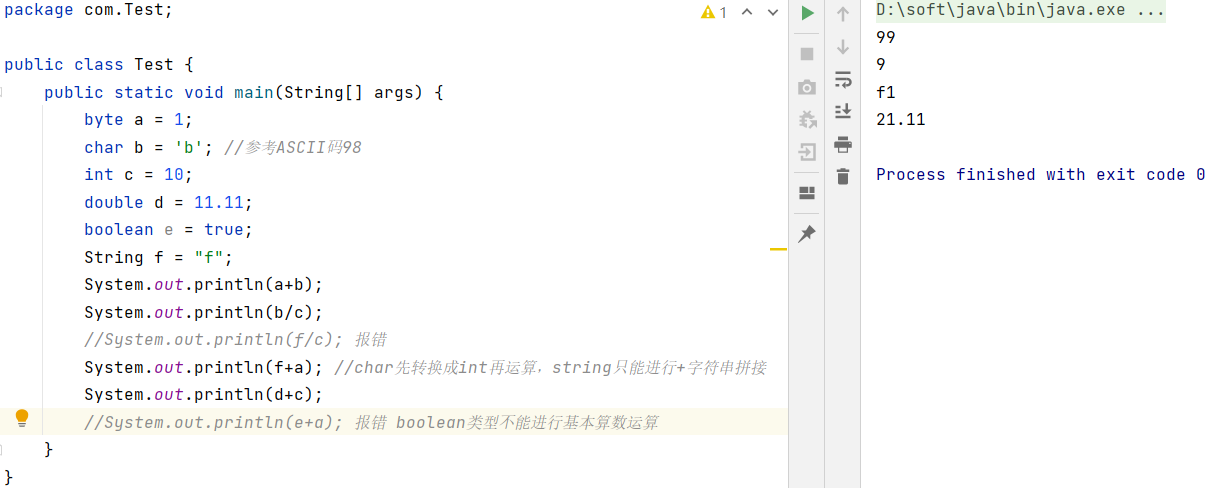 package com.Test;
public class Test {
public static void main(String[] args) {
byte a = 1;
char b = 'b'; //参考ASCII码98
int c = 10;
double d = 11.11;
boolean e = true;
String f = "f";
System.out.println(a+b);
System.out.println(b/c);
//System.out.println(f/c); 报错
System.out.println(f+a); //char先转换成int再运算，string只能进行+字符串拼接
System.out.println(d+c);
//System.out.println(e+a); 报错 boolean类型不能进行基本算数运算
}
}
1
D:\soft\java\bin\java.exe ...
99
9
f1
21.11
Process finished with exit code 0